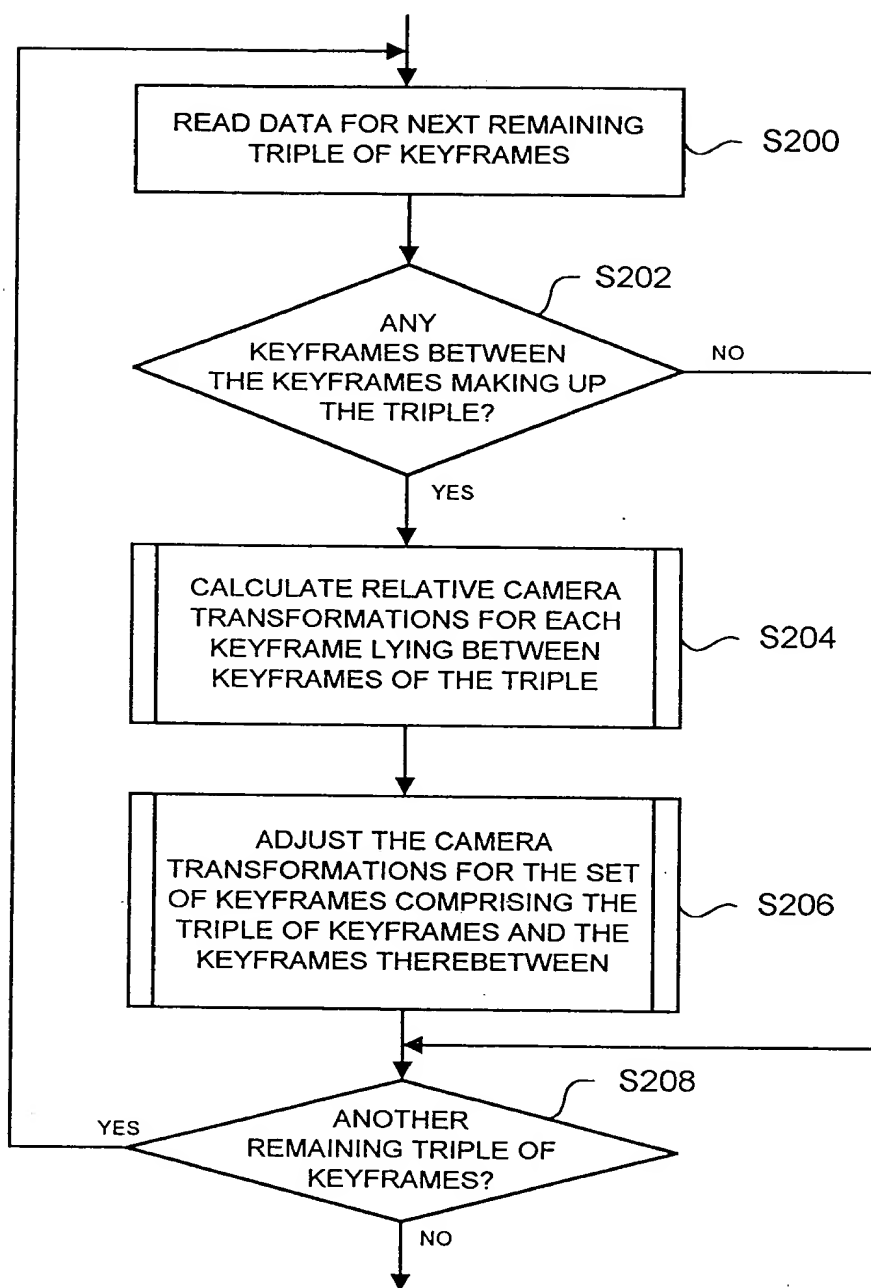 READ DATA FOR NEXT REMAINING
TRIPLE OF KEYFRAMES
S200
S202
ANY
KEYFRAMES BETWEEN
THE KEYFRAMES MAKING UP
THE TRIPLE?
NO
YES
CALCULATE RELATIVE CAMERA
TRANSFORMATIONS FOR EACH
KEYFRAME LYING BETWEEN
KEYFRAMES OF THE TRIPLE
S204
ADJUST THE CAMERA
TRANSFORMATIONS FOR THE SET
OF KEYFRAMES COMPRISING THE
TRIPLE OF KEYFRAMES AND THE
KEYFRAMES THEREBETWEEN
S206
S208
YES
ANOTHER
REMAINING TRIPLE OF
KEYFRAMES?
NO